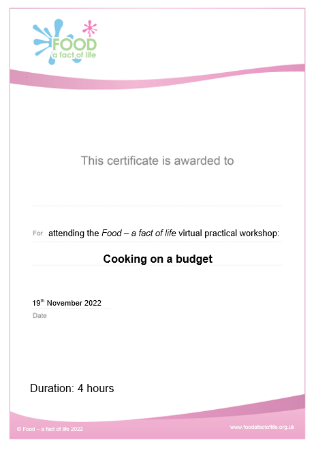 FOOD
a fact of life
This certificate is awarded to
For attending the Food – a fact of life virtual practical workshop:
Cooking on a budget
19th November 2022
Date
Duration: 4 hours
© Food – a fact of life 2022
www.foodafactoflife.org.uk